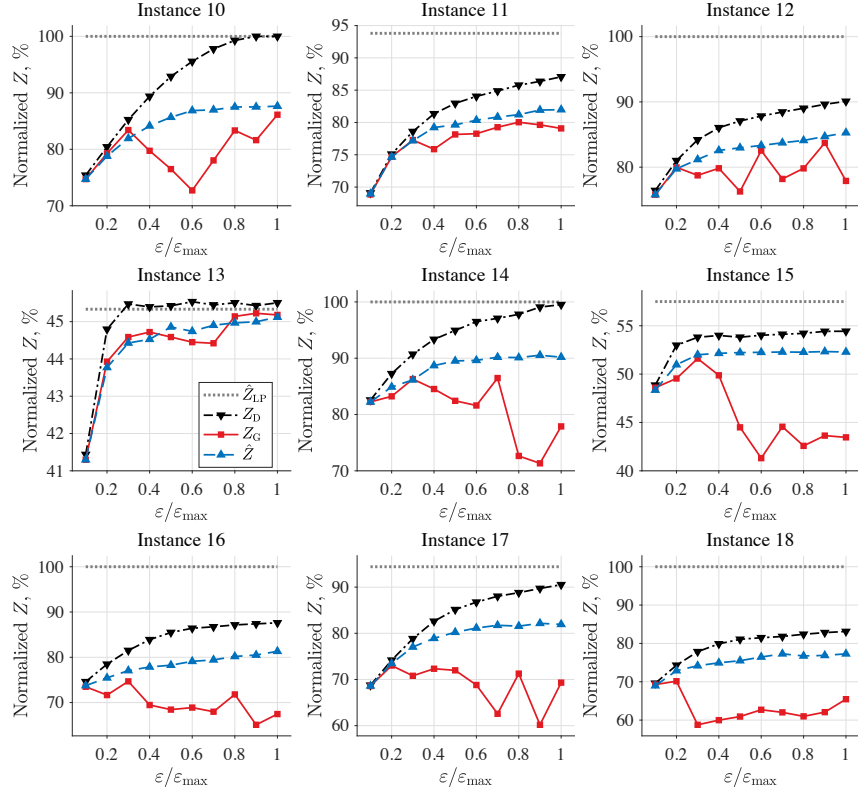 Instance 10
Normalized Z, %
100
90
80
70
0.2 0.4 0.6 0.8 1
ε/εmax
Instance 11
Normalized Z, %
95
90
85
80
75
70
0.2 0.4 0.6 0.8 1
ε/εmax
Instance 12
Normalized Z, %
100
90
80
0.2 0.4 0.6 0.8 1
ε/εmax
Instance 13
Normalized Z, %
45
44
43
42
41
0.2 0.4 0.6 0.8 1
ε/εmax
ẐLP
ZD
ZG
Ẑ
Instance 14
Normalized Z, %
100
90
80
70
0.2 0.4 0.6 0.8 1
ε/εmax
Instance 15
Normalized Z, %
55
50
45
40
0.2 0.4 0.6 0.8 1
ε/εmax
Instance 16
Normalized Z, %
100
90
80
70
0.2 0.4 0.6 0.8 1
ε/εmax
Instance 17
Normalized Z, %
90
80
70
60
0.2 0.4 0.6 0.8 1
ε/εmax
Instance 18
Normalized Z, %
100
90
80
70
60
0.2 0.4 0.6 0.8 1
ε/εmax